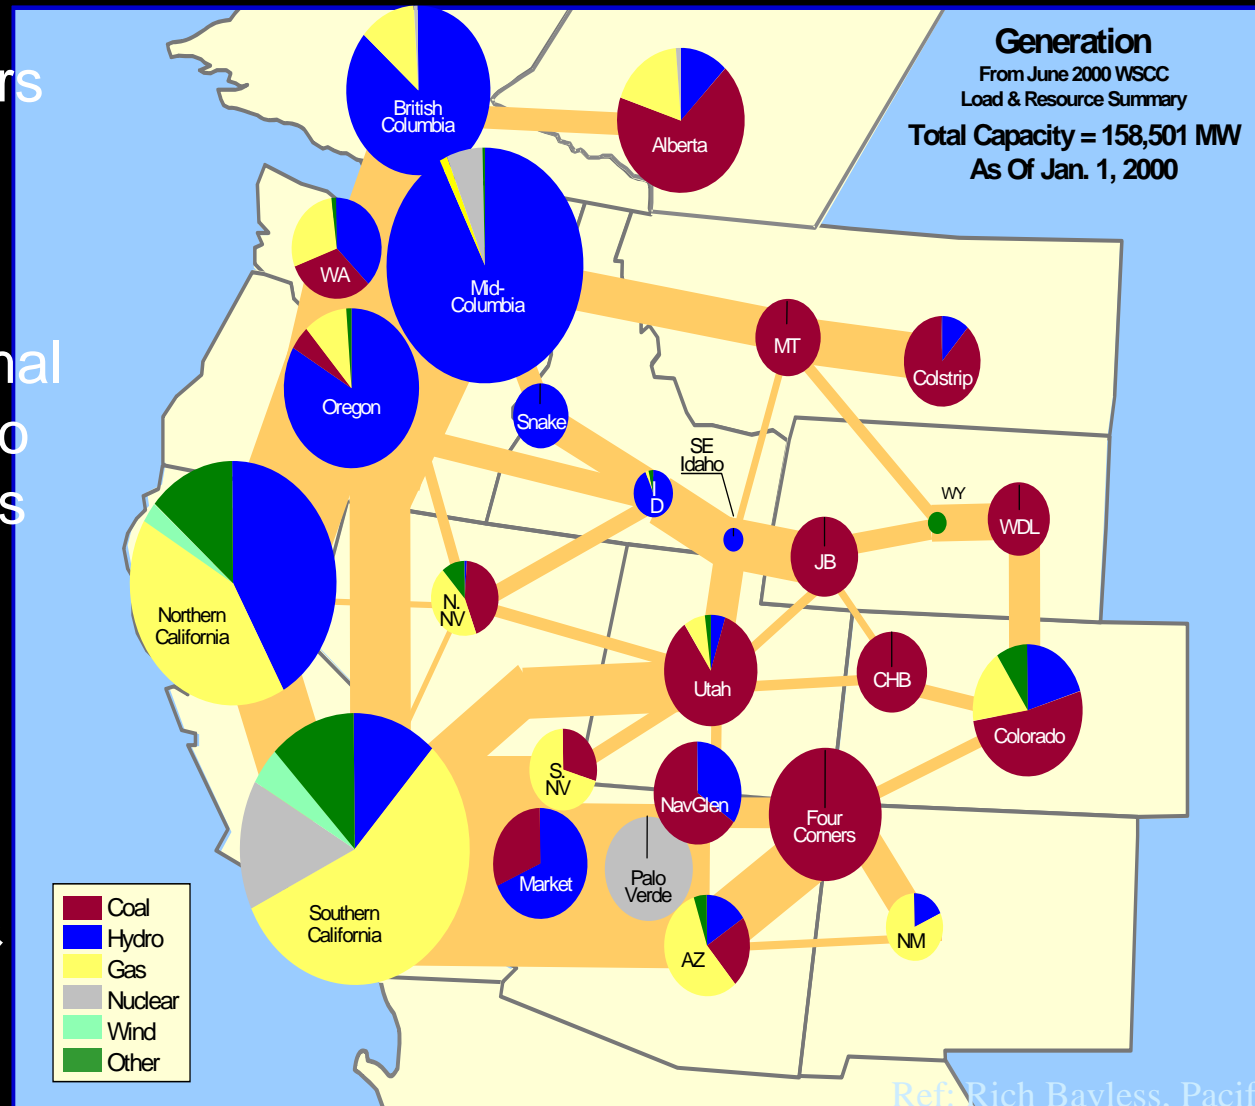 rs
nal
o
s
Generation
From June 2000 WSCC
Load & Resource Summary
Total Capacity = 158,501 MW
As Of Jan. 1, 2000
British
Columbia
Alberta
WA
Mid-
Columbia
MT
Colstrip
Oregon
Snake
SE
Idaho
I
D
WY
WDL
JB
N.
NV
Northern
California
Utah
CHB
Colorado
S.
NV
NavGlen
Four
Corners
Market
Palo
Verde
Southern
California
AZ
NM
Coal
Hydro
Gas
Nuclear
Wind
Other
Ref: Rich Bayless, Pacif